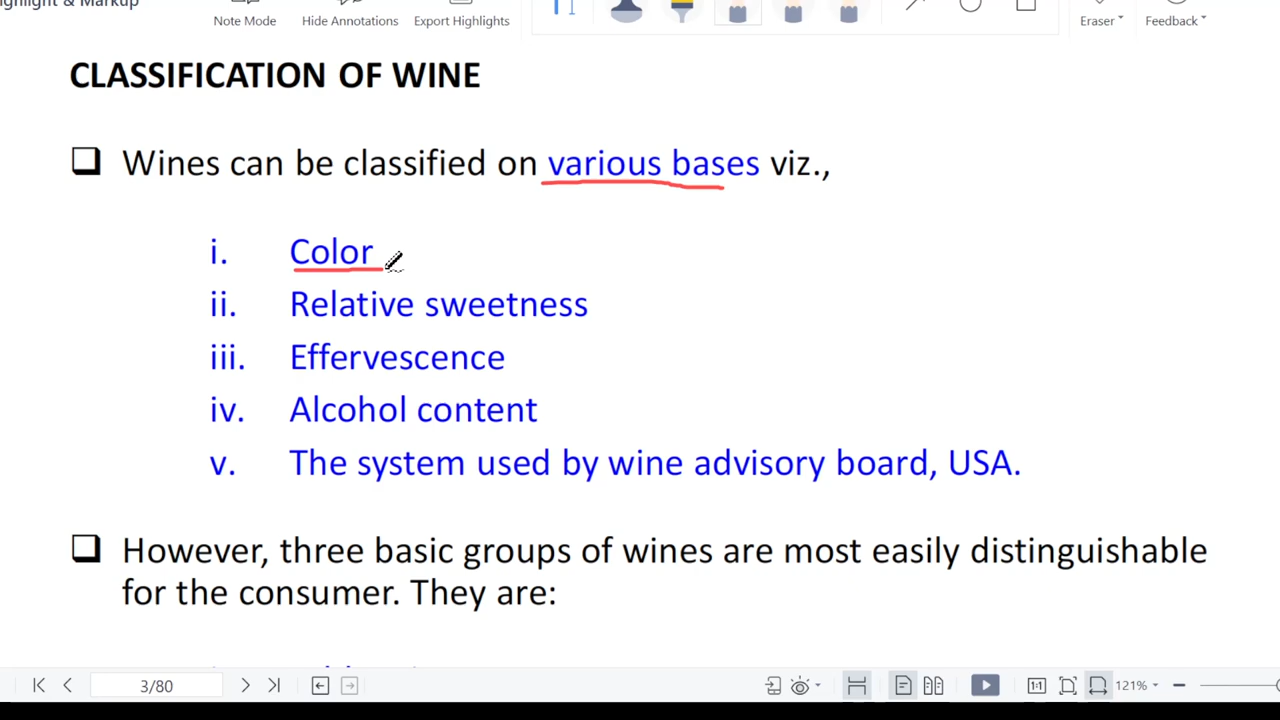 Highlight & Markup
Note Mode
Hide Annotations
Export Highlights
Eraser
Feedback
CLASSIFICATION OF WINE
Wines can be classified on various bases viz.,
i. Color
ii. Relative sweetness
iii. Effervescence
iv. Alcohol content
v. The system used by wine advisory board, USA.
However, three basic groups of wines are most easily distinguishable
for the consumer. They are:
3/80
121%